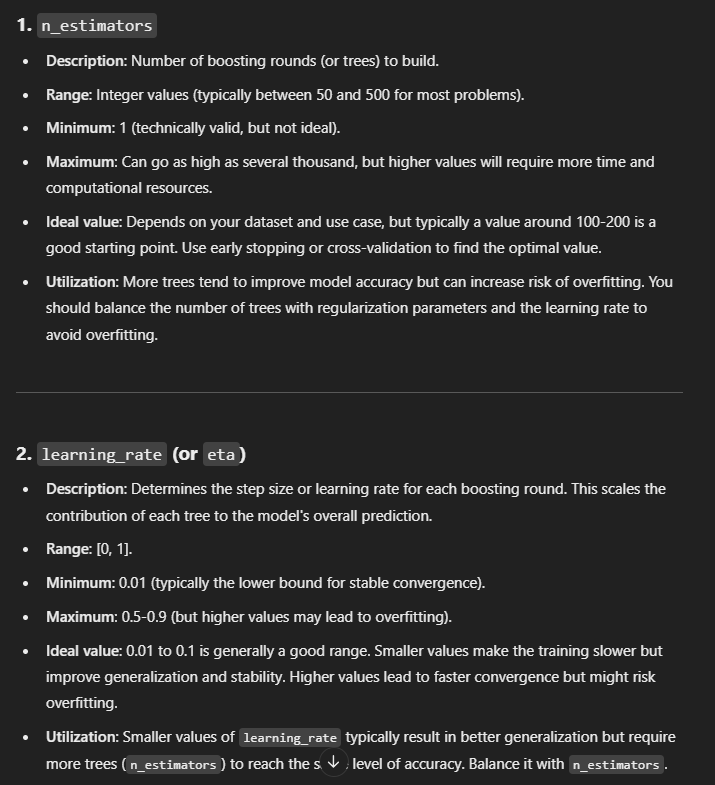 1. n_estimators
• Description: Number of boosting rounds (or trees) to build.
• Range: Integer values (typically between 50 and 500 for most problems).
• Minimum: 1 (technically valid, but not ideal).
• Maximum: Can go as high as several thousand, but higher values will require more time and
computational resources.
• Ideal value: Depends on your dataset and use case, but typically a value around 100-200 is a
good starting point. Use early stopping or cross-validation to find the optimal value.
• Utilization: More trees tend to improve model accuracy but can increase risk of overfitting. You
should balance the number of trees with regularization parameters and the learning rate to
avoid overfitting.
2. learning_rate (or eta)
• Description: Determines the step size or learning rate for each boosting round. This scales the
contribution of each tree to the model's overall prediction.
• Range: [0, 1].
• Minimum: 0.01 (typically the lower bound for stable convergence).
• Maximum: 0.5-0.9 (but higher values may lead to overfitting).
• Ideal value: 0.01 to 0.1 is generally a good range. Smaller values make the training slower but
improve generalization and stability. Higher values lead to faster convergence but might risk
overfitting.
• Utilization: Smaller values of learning_rate typically result in better generalization but require
more trees (n_estimators) to reach the level of accuracy. Balance it with n_estimators.